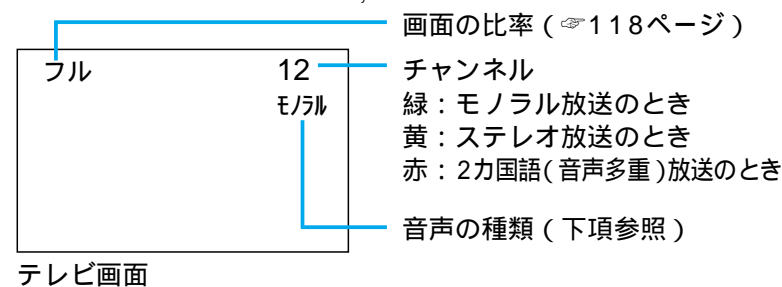 画面の比率(☞118ページ)
フル 12 チャンネル
モノラル 緑:モノラル放送のとき
黄:ステレオ放送のとき
赤:2カ国語(音声多重)放送のとき
音声の種類(下項参照)
テレビ画面